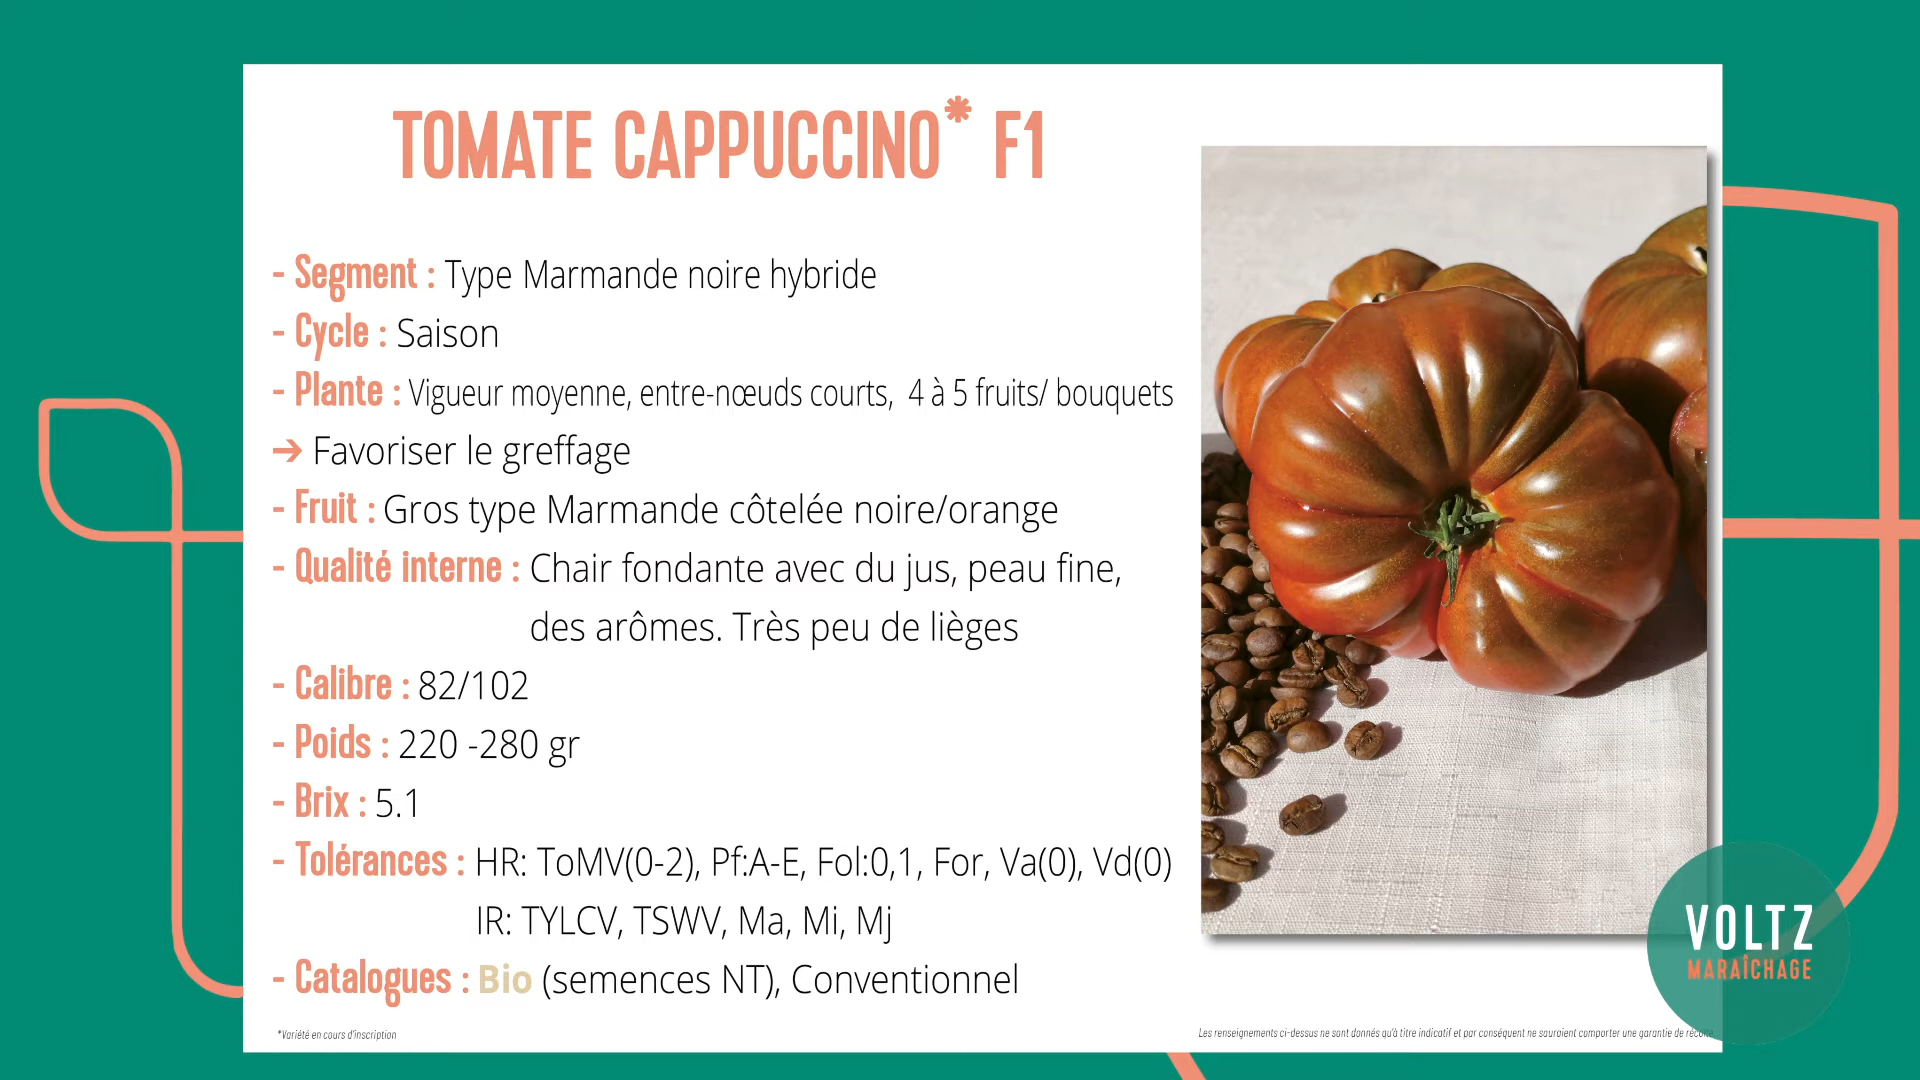 TOMATE CAPPUCCINO* F1
- Segment : Type Marmande noire hybride
- Cycle : Saison
- Plante : Vigueur moyenne, entre-nœuds courts, 4 à 5 fruits/ bouquets
➔ Favoriser le greffage
- Fruit : Gros type Marmande côtelée noire/orange
- Qualité interne : Chair fondante avec du jus, peau fine,
des arômes. Très peu de lièges
- Calibre : 82/102
- Poids : 220 -280 gr
- Brix : 5.1
- Tolérances : HR: ToMV(0-2), Pf:A-E, Fol:0,1, For, Va(0), Vd(0)
IR: TYLCV, TSWV, Ma, Mi, Mj
- Catalogues : Bio (semences NT), Conventionnel
*Variété en cours d'inscription
Les renseignements ci-dessus ne sont donnés qu'à titre indicatif et par conséquent ne sauraient comporter une garantie de récolte.
VOLTZ
MARAÎCHAGE